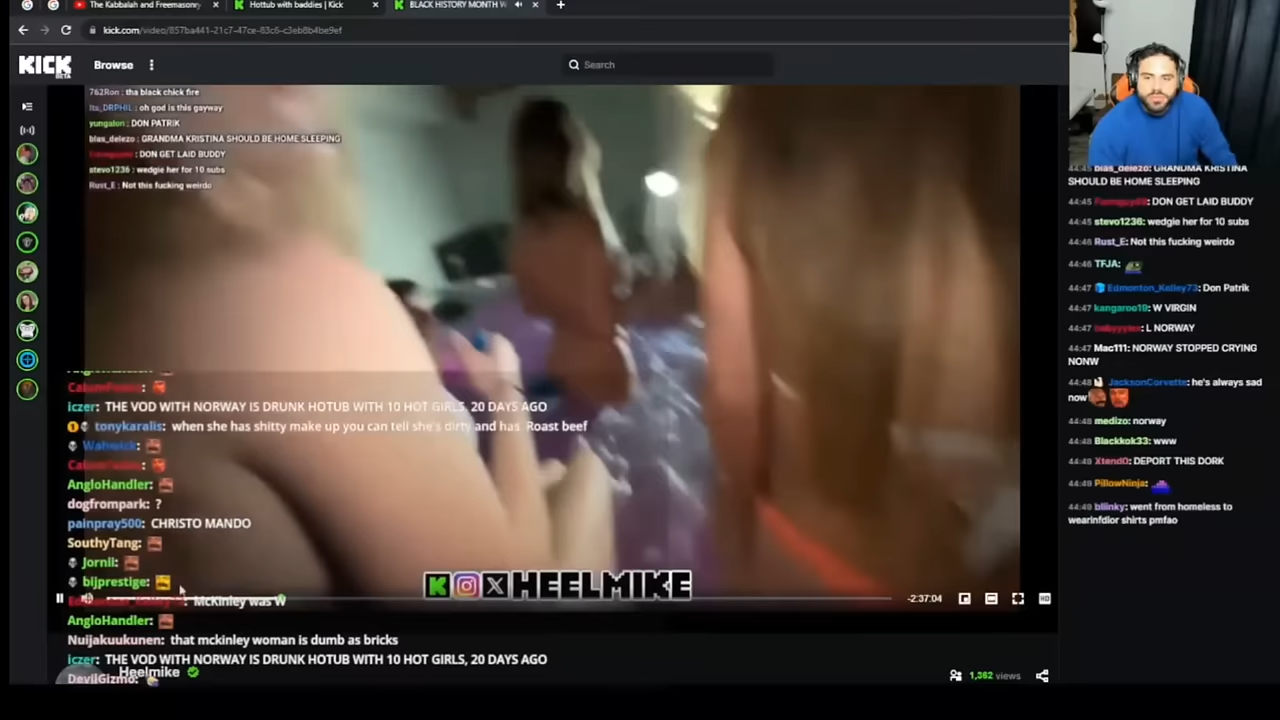 The Kabbalah and Freemasonry
Hottub with baddies | Kick
BLACK HISTORY MONTH W
kick.com/video/857ba441-21c7-47ce-83c6-c3eb8b4be9ef
KICK
BETA
Browse
Search
762Ron : tha black chick fire
Its_DRPHIL : oh god is this gayway
yungalon : DON PATRIK
blas_delezo : GRANDMA KRISTINA SHOULD BE HOME SLEEPING
DON GET LAID BUDDY
stevo1236 : wedgie her for 10 subs
Rust_E : Not this fucking weirdo
iczer: THE VOD WITH NORWAY IS DRUNK HOTUB WITH 10 HOT GIRLS, 20 DAYS AGO
tonykaralis: when she has shitty make up you can tell she's dirty and has Roast beef
Wahwick:
AngloHandler:
dogfrompark: ?
painpray500: CHRISTO MANDO
SouthyTang:
Jornli:
bijprestige:
McKinley was W
AngloHandler:
Nuijakuukunen: that mckinley woman is dumb as bricks
iczer: THE VOD WITH NORWAY IS DRUNK HOTUB WITH 10 HOT GIRLS, 20 DAYS AGO
DevilGizmo:
Heelmike
HEELMIKE
-2:37:04
HD
1,362 views
44:45 blas_delezo: GRANDMA KRISTINA
SHOULD BE HOME SLEEPING
44:45 DON GET LAID BUDDY
44:45 stevo1236: wedgie her for 10 subs
44:46 Rust_E: Not this fucking weirdo
44:46 TFJA:
44:47 Edmonton_Kelley73: Don Patrik
44:47 kangaroo19: W VIRGIN
44:47 L NORWAY
44:47 Mac111: NORWAY STOPPED CRYING
NONW
44:48 JacksonCorvette: he's always sad
now
44:48 medizo: norway
44:48 Blackkok33: www
44:49 Xtend0: DEPORT THIS DORK
44:49 PillowNinja:
44:49 bliinky: went from homeless to
wearinfdior shirts pmfao